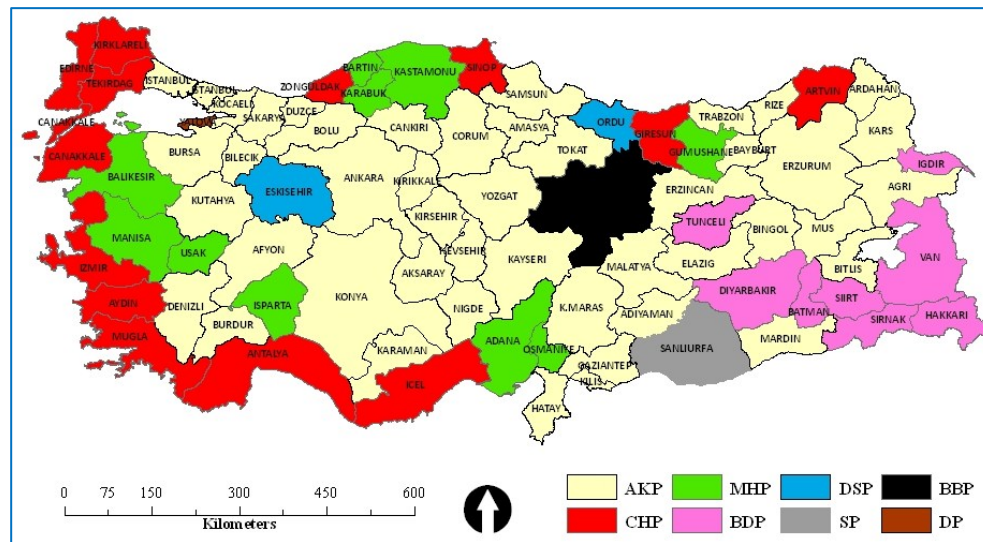 KIRKLARELI
EDIRNE
TEKIRDAG
ISTANBUL
ISTANBUL
KOCAELI
YALOVA
SAKARYA
DUZCE
ZONGULDAK
BARTIN
KARABUK
KASTAMONU
SINOP
SAMSUN
ORDU
GIRESUN
TRABZON
RIZE
ARTVIN
ARDAHAN
KARS
CANAKKALE
CANAKKALE
BURSA
BILECIK
BOLU
CANKIRI
CORUM
AMASYA
TOKAT
GUMUSHANE
BAYBURT
ERZURUM
IGDIR
AGRI
BALIKESIR
KUTAHYA
ESKISEHIR
ANKARA
KIRIKKALE
YOZGAT
ERZINCAN
TUNCELI
BINGOL
MUS
VAN
MANISA
USAK
AFYON
KIRSEHIR
NEVSEHIR
KAYSERI
MALATYA
ELAZIG
BITLIS
IZMIR
AYDIN
DENIZLI
ISPARTA
KONYA
AKSARAY
NIGDE
K.MARAS
ADIYAMAN
DIYARBAKIR
BATMAN
SIIRT
SIRNAK
HAKKARI
MUGLA
BURDUR
ANTALYA
KARAMAN
ICEL
ADANA
OSMANIYE
GAZIANTEP
KILIS
HATAY
SANLIURFA
MARDIN
0 75 150 300 450 600
Kilometers
AKP MHP DSP BBP
CHP BDP SP DP